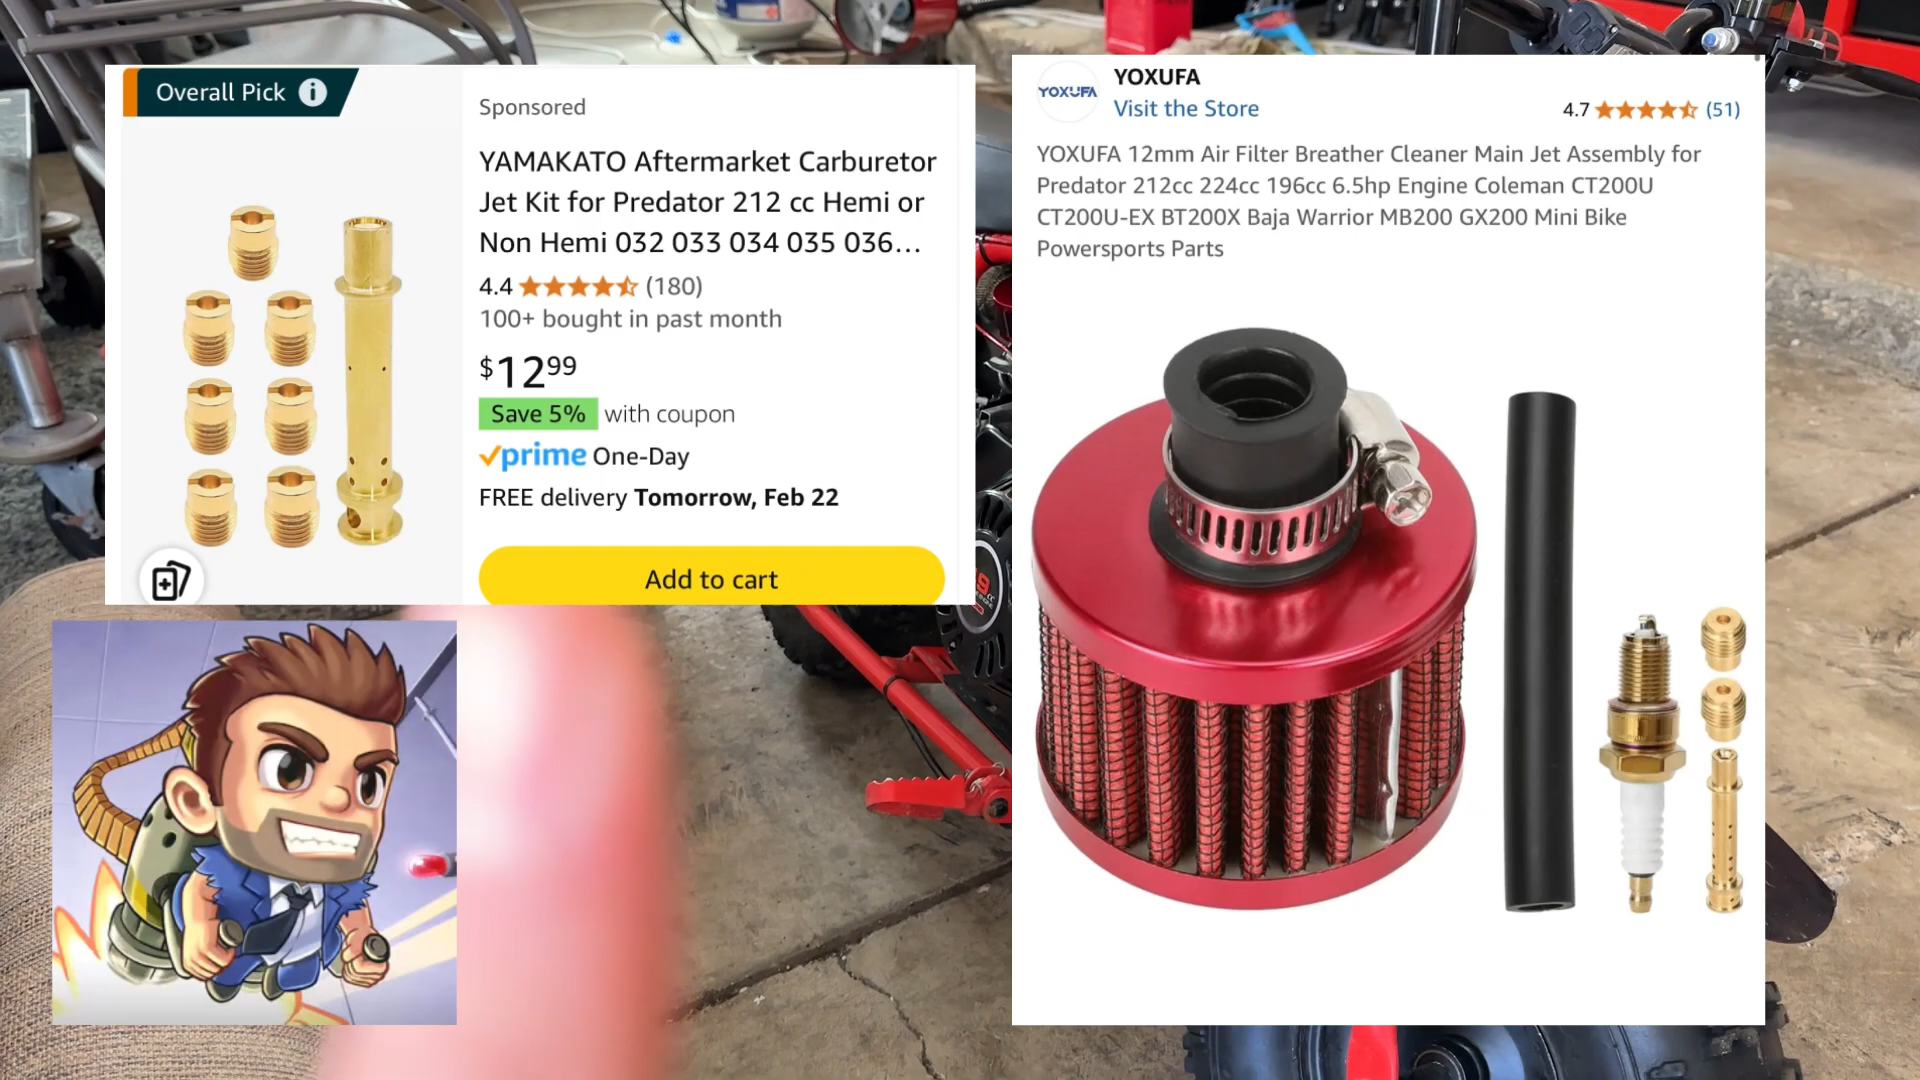 Overall Pick
Sponsored
YAMAKATO Aftermarket Carburetor
Jet Kit for Predator 212 cc Hemi or
Non Hemi 032 033 034 035 036...
4.4 (180)
100+ bought in past month
$12.99
Save 5% with coupon
prime One-Day
FREE delivery Tomorrow, Feb 22
Add to cart
YOXUFA
YOXUFA
Visit the Store
4.7 (51)
YOXUFA 12mm Air Filter Breather Cleaner Main Jet Assembly for
Predator 212cc 224cc 196cc 6.5hp Engine Coleman CT200U
CT200U-EX BT200X Baja Warrior MB200 GX200 Mini Bike
Powersports Parts